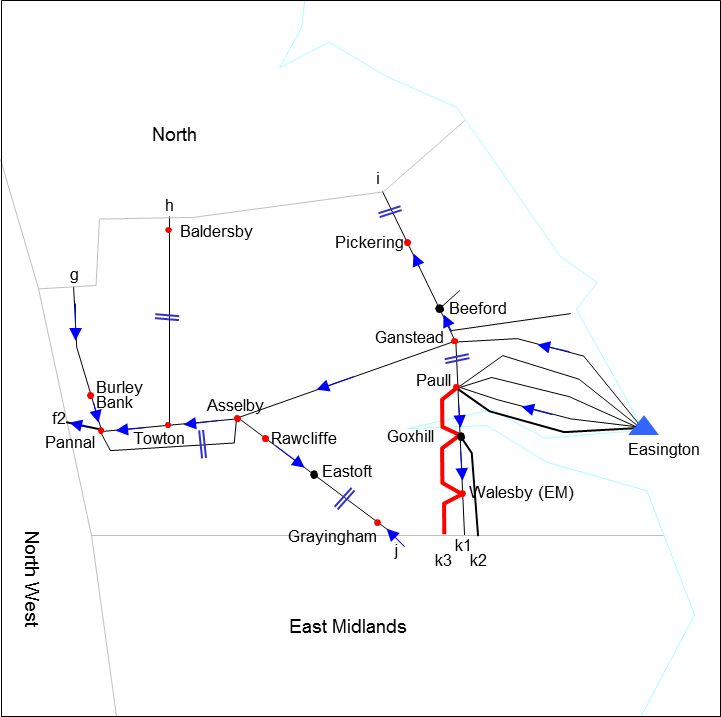 North
i
h
Baldersby
Pickering
g
Beeford
Ganstead
Paull
Burley
Bank
Asselby
f2
Pannal
Towton
Rawcliffe
Goxhill
Easington
Eastoft
Walesby (EM)
Grayingham
j
k1
k3
k2
North West
East Midlands